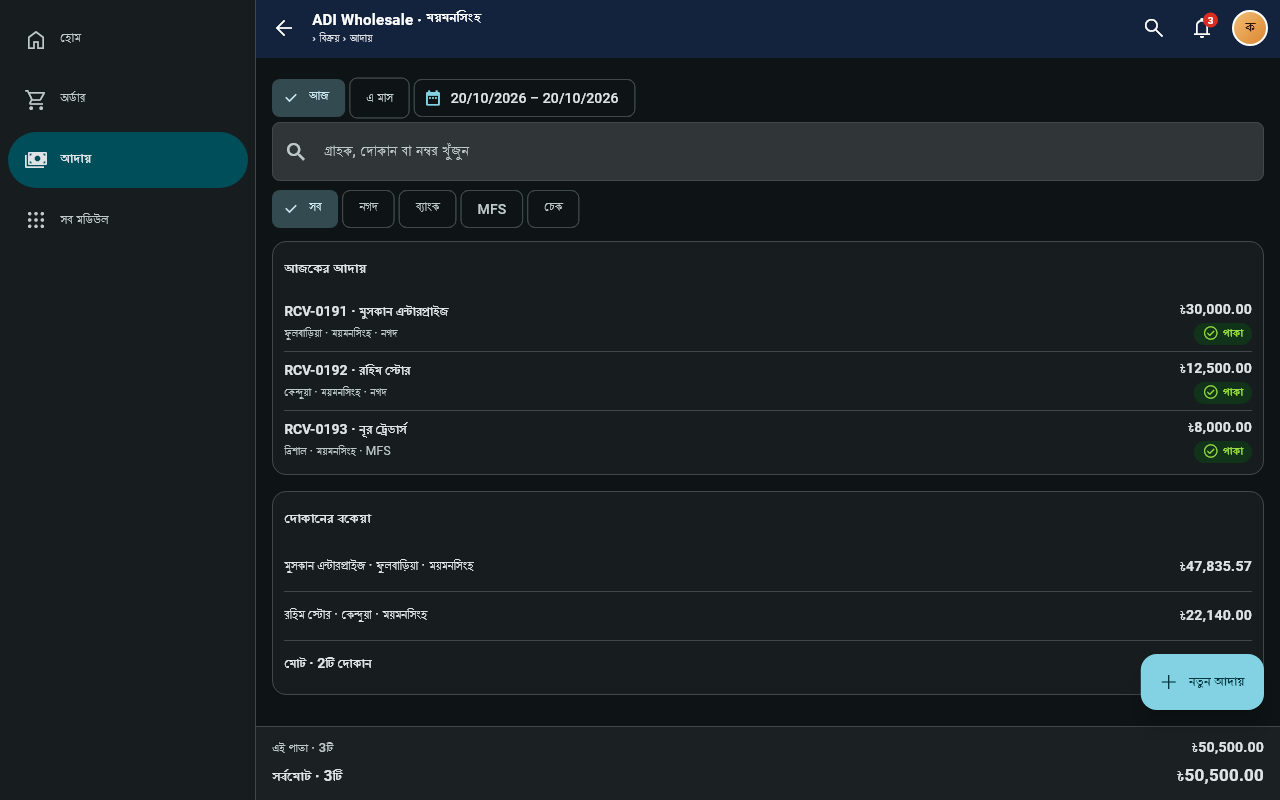 হোম
অর্ডার
আদায়
সব মডিউল
ADI Wholesale · ময়মনসিংহ
› বিক্রয় › আদায়
3
ক
আজ
এ মাস
20/10/2026 – 20/10/2026
গ্রাহক, দোকান বা নম্বর খুঁজুন
সব
নগদ
ব্যাংক
MFS
চেক
আজকের আদায়
RCV-0191 · মুসকান এন্টারপ্রাইজ
৳30,000.00
ফুলবাড়িয়া · ময়মনসিংহ · নগদ
পাকা
RCV-0192 · রহিম স্টোর
৳12,500.00
কেন্দুয়া · ময়মনসিংহ · নগদ
পাকা
RCV-0193 · নূর ট্রেডার্স
৳8,000.00
ত্রিশাল · ময়মনসিংহ · MFS
পাকা
দোকানের বকেয়া
মুসকান এন্টারপ্রাইজ · ফুলবাড়িয়া · ময়মনসিংহ
৳47,835.57
রহিম স্টোর · কেন্দুয়া · ময়মনসিংহ
৳22,140.00
মোট · 2টি দোকান
নতুন আদায়
এই পাতা · 3টি
৳50,500.00
সর্বমোট · 3টি
৳50,500.00